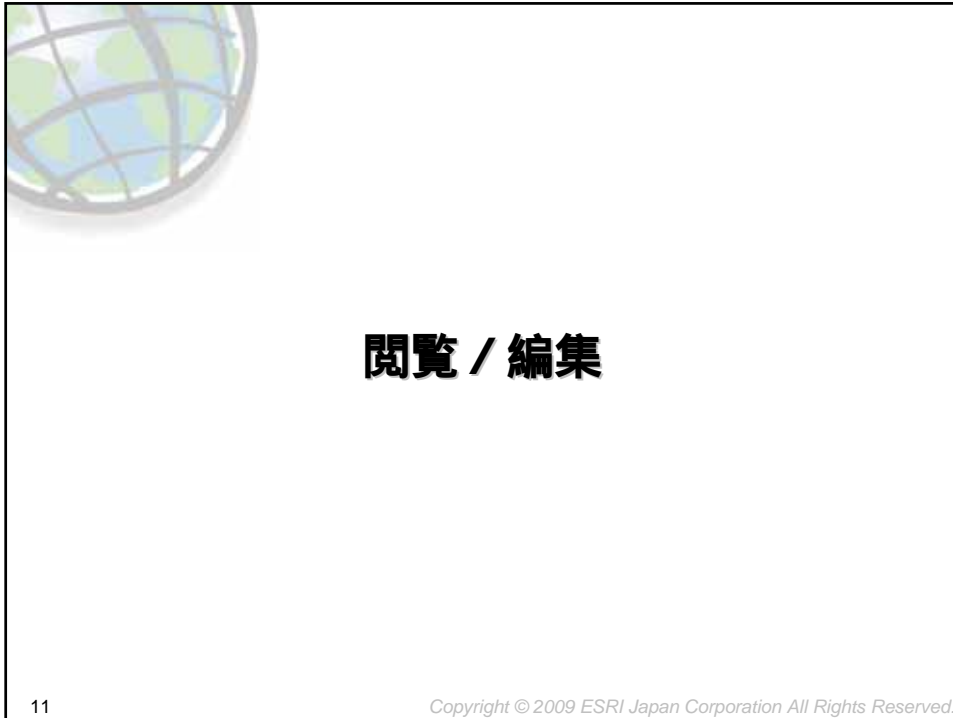 閲覧 / 編集
11
Copyright © 2009 ESRI Japan Corporation All Rights Reserved.